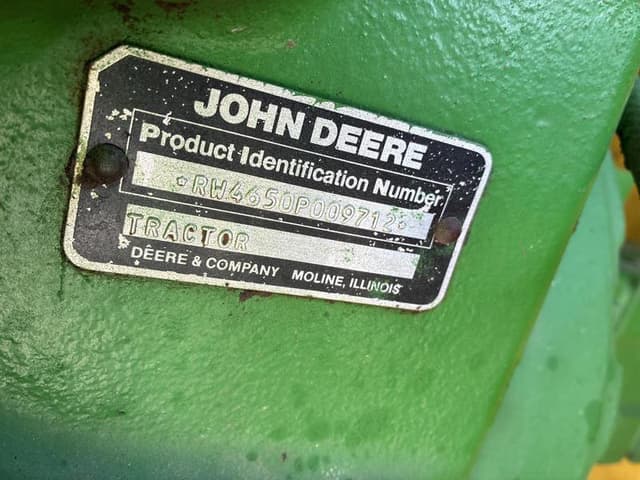 JOHN DEERE
Product Identification Number
*RW4650P009712*
TRACTOR
DEERE & COMPANY MOLINE, ILLINOIS